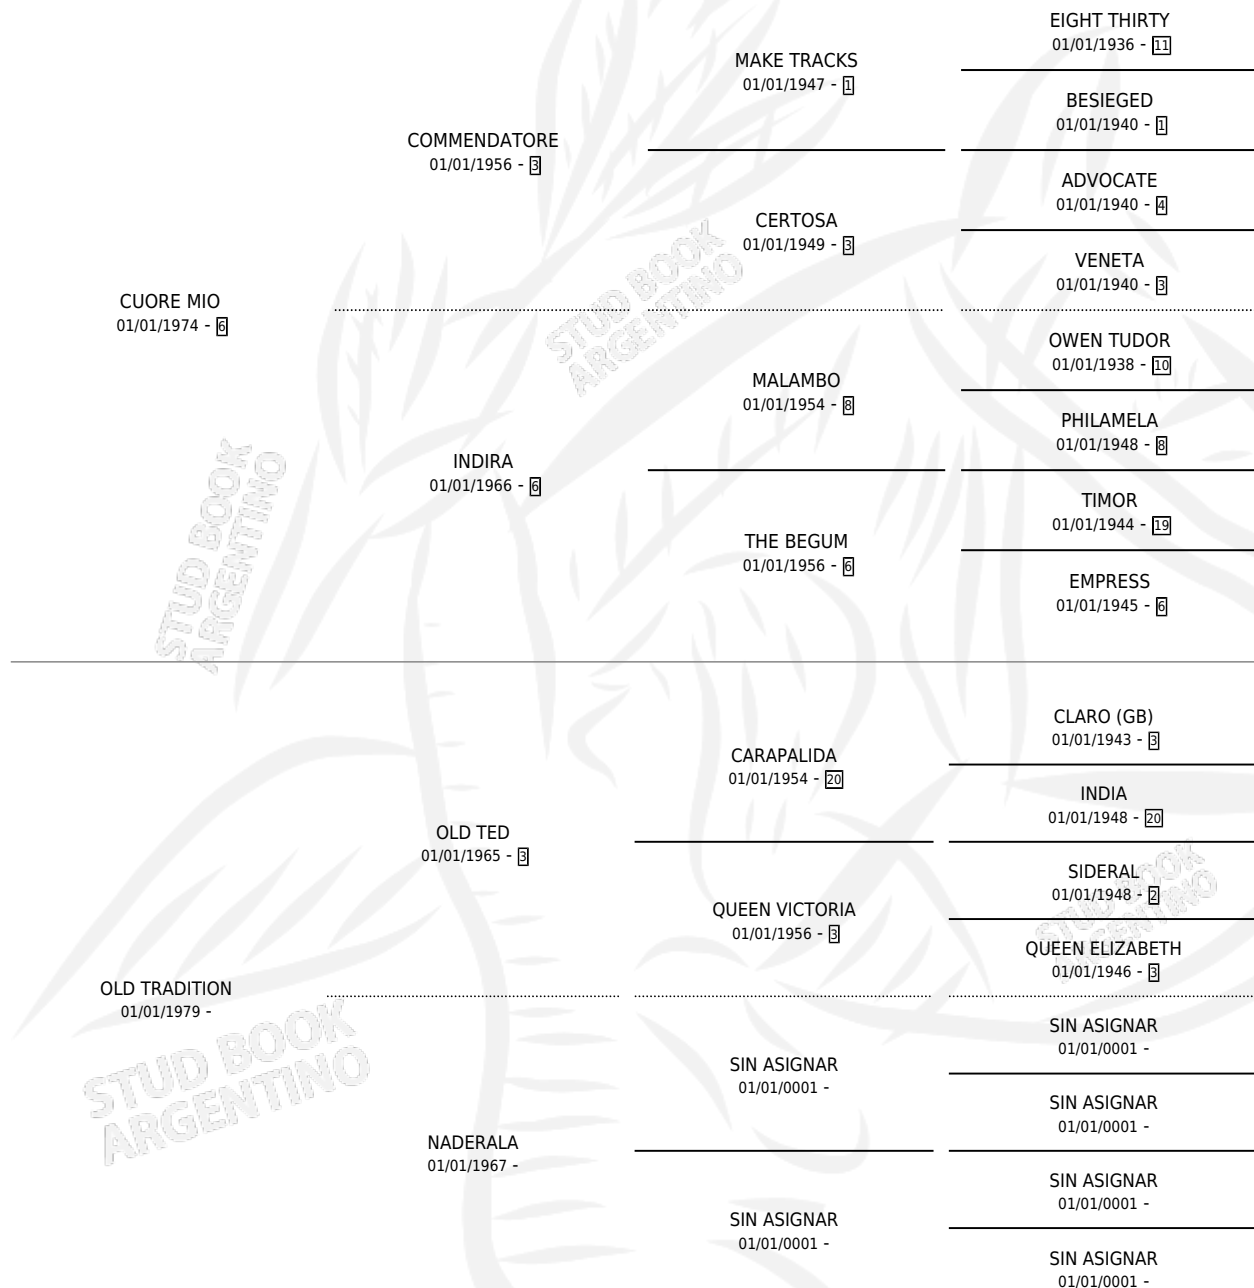 EIGHT THIRTY
01/01/1936 - 11
MAKE TRACKS
01/01/1947 - 1
BESIEGED
01/01/1940 - 1
COMMENDATORE
01/01/1956 - 3
ADVOCATE
01/01/1940 - 4
CERTOSA
01/01/1949 - 3
VENETA
01/01/1940 - 3
CUORE MIO
01/01/1974 - 6
OWEN TUDOR
01/01/1938 - 10
MALAMBO
01/01/1954 - 8
PHILAMELA
01/01/1948 - 8
INDIRA
01/01/1966 - 6
TIMOR
01/01/1944 - 19
THE BEGUM
01/01/1956 - 6
EMPRESS
01/01/1945 - 6
CLARO (GB)
01/01/1943 - 3
CARAPALIDA
01/01/1954 - 20
INDIA
01/01/1948 - 20
OLD TED
01/01/1965 - 3
SIDERAL
01/01/1948 - 2
QUEEN VICTORIA
01/01/1956 - 3
QUEEN ELIZABETH
01/01/1946 - 3
OLD TRADITION
01/01/1979 -
SIN ASIGNAR
01/01/0001 -
SIN ASIGNAR
01/01/0001 -
SIN ASIGNAR
01/01/0001 -
NADERALA
01/01/1967 -
SIN ASIGNAR
01/01/0001 -
SIN ASIGNAR
01/01/0001 -
SIN ASIGNAR
01/01/0001 -
STUD BOOK
ARGENTINO
STUD BOOK
ARGENTINO
STUD BOOK
ARGENTINO
STUD BOOK
ARGENTINO